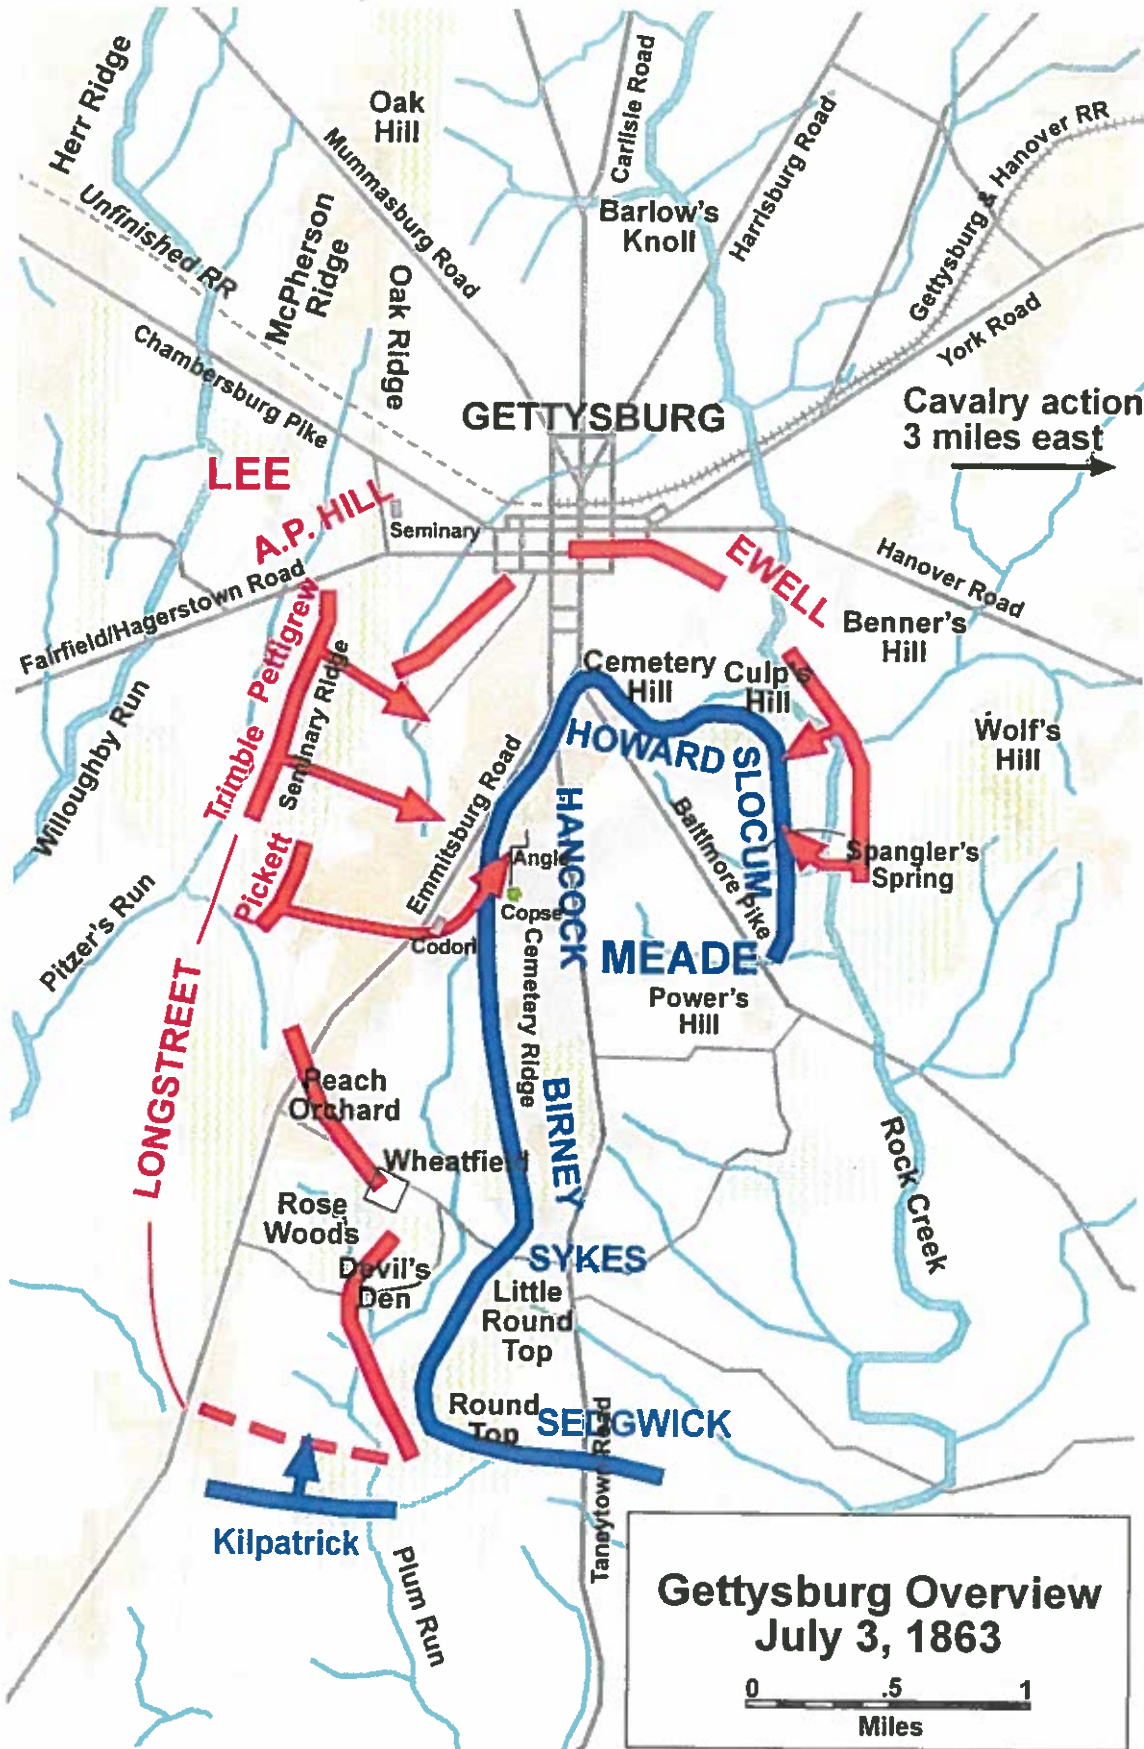 Herr Ridge
Oak
Hill
Mummasburg Road
Carlisle Road
Harrisburg Road
Gettysburg & Hanover RR
Unfinished RR
McPherson
Ridge
Oak Ridge
Barlow's
Knoll
York Road
Chambersburg Pike
GETTYSBURG
Cavalry action
3 miles east
LEE
A.P. HILL
Seminary
EWELL
Hanover Road
Fairfield/Hagerstown Road
Benner's
Hill
Pettigrew
Trimble
Seminary Ridge
Cemetery
Hill
Culp's
Hill
Wolf's
Hill
Willoughby Run
HOWARD
SLOCUM
Emmitsburg Road
HANCOCK
Baltimore Pike
Pickett
Angle
Spangler's
Spring
Pitzer's Run
Copse
Codori
Cemetery Ridge
MEADE
Power's
Hill
LONGSTREET
Peach
Orchard
BIRNEY
Wheatfield
Rock Creek
Rose
Woods
Devil's
Den
SYKES
Little
Round
Top
Round
Top
SEDGWICK
Taneytown Road
Kilpatrick
Plum Run
Gettysburg Overview
July 3, 1863
0 .5 1
Miles